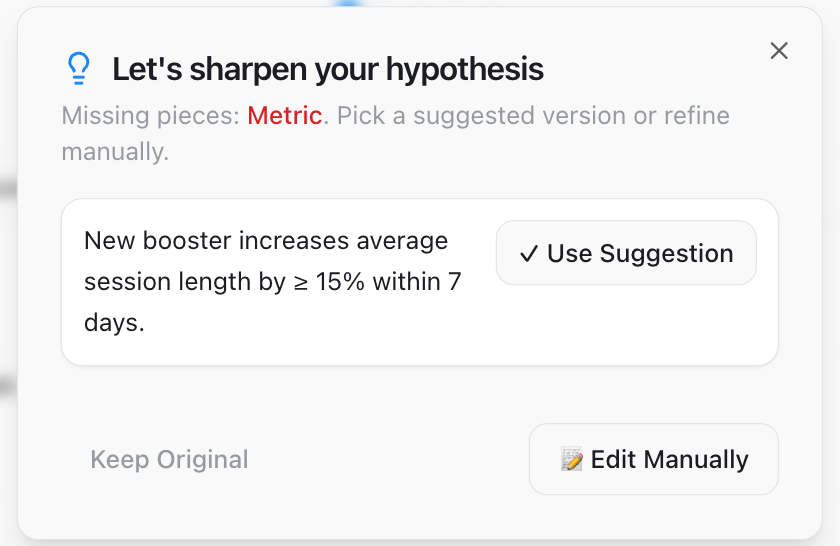 Let's sharpen your hypothesis
Missing pieces: Metric. Pick a suggested version or refine
manually.
New booster increases average
session length by ≥ 15% within 7
days.
✓ Use Suggestion
Keep Original
📝 Edit Manually